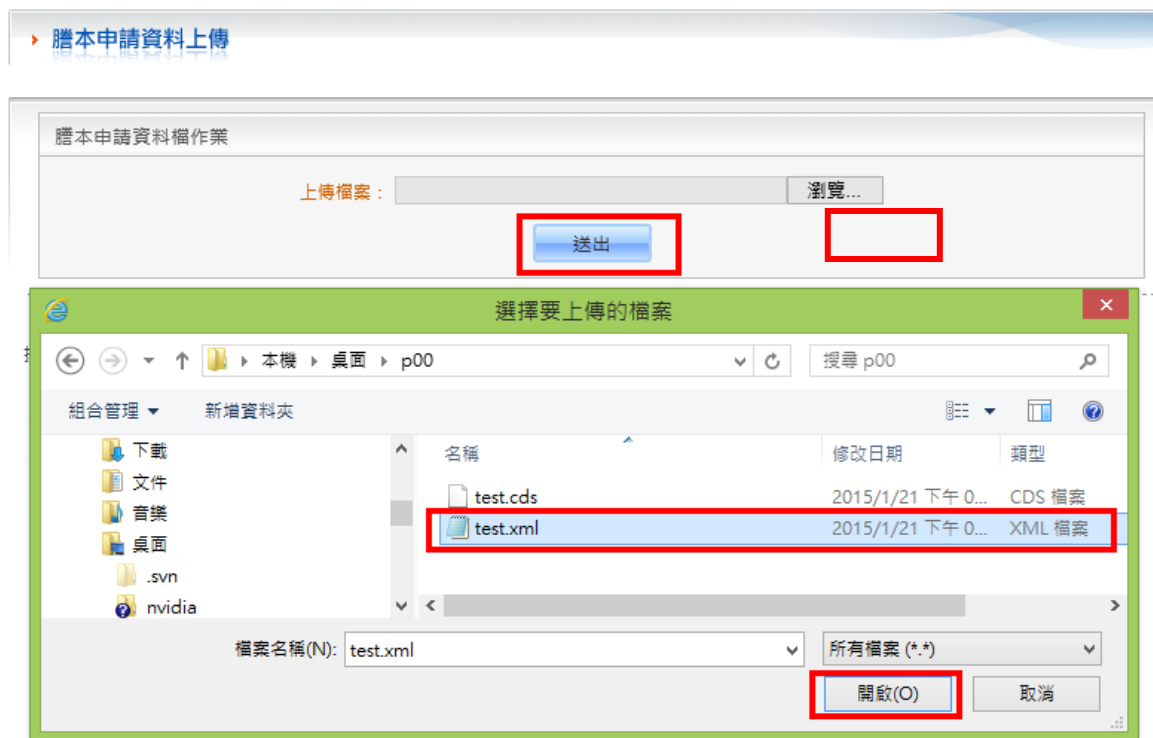 謄本申請資料上傳
謄本申請資料檔作業
上傳檔案：
瀏覽...
送出
選擇要上傳的檔案
本機 桌面 p00
搜尋 p00
組合管理 新增資料夾
下載
文件
音樂
桌面
.svn
nvidia
名稱 修改日期 類型
test.cds 2015/1/21 下午 0... CDS 檔案
test.xml 2015/1/21 下午 0... XML 檔案
檔案名稱(N): test.xml 所有檔案 (*.*)
開啟(O) 取消